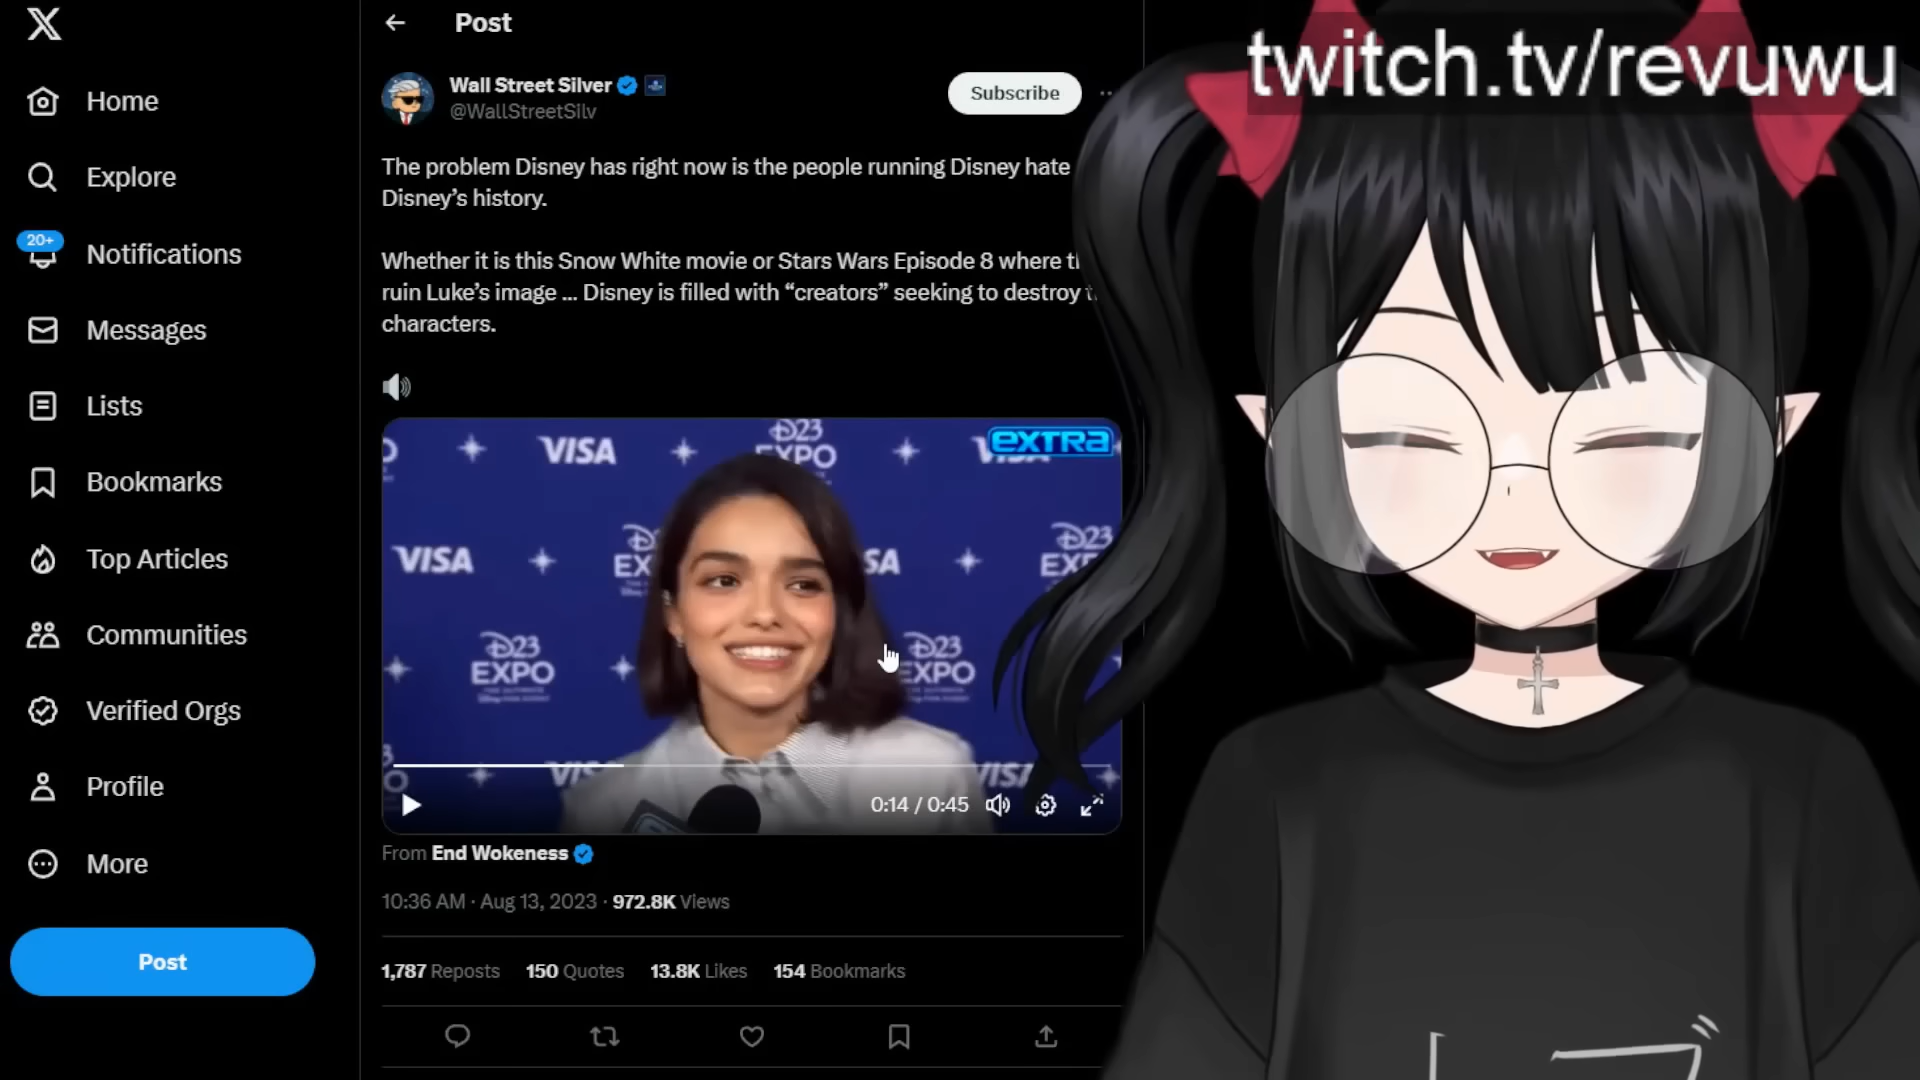 Home
Explore
20+
Notifications
Messages
Lists
Bookmarks
Top Articles
Communities
Verified Orgs
Profile
More
Post
Post
Wall Street Silver
@WallStreetSilv
Subscribe
The problem Disney has right now is the people running Disney hate
Disney’s history.
Whether it is this Snow White movie or Stars Wars Episode 8 where
ruin Luke’s image ... Disney is filled with “creators” seeking to destroy
characters.
VISA
D23
EXPO
extra
VISA
D23
EXPO
D23
EXPO
D23
EXPO
0:14 / 0:45
From End Wokeness
10:36 AM · Aug 13, 2023 · 972.8K Views
1,787 Reposts 150 Quotes 13.8K Likes 154 Bookmarks
twitch.tv/revuwu